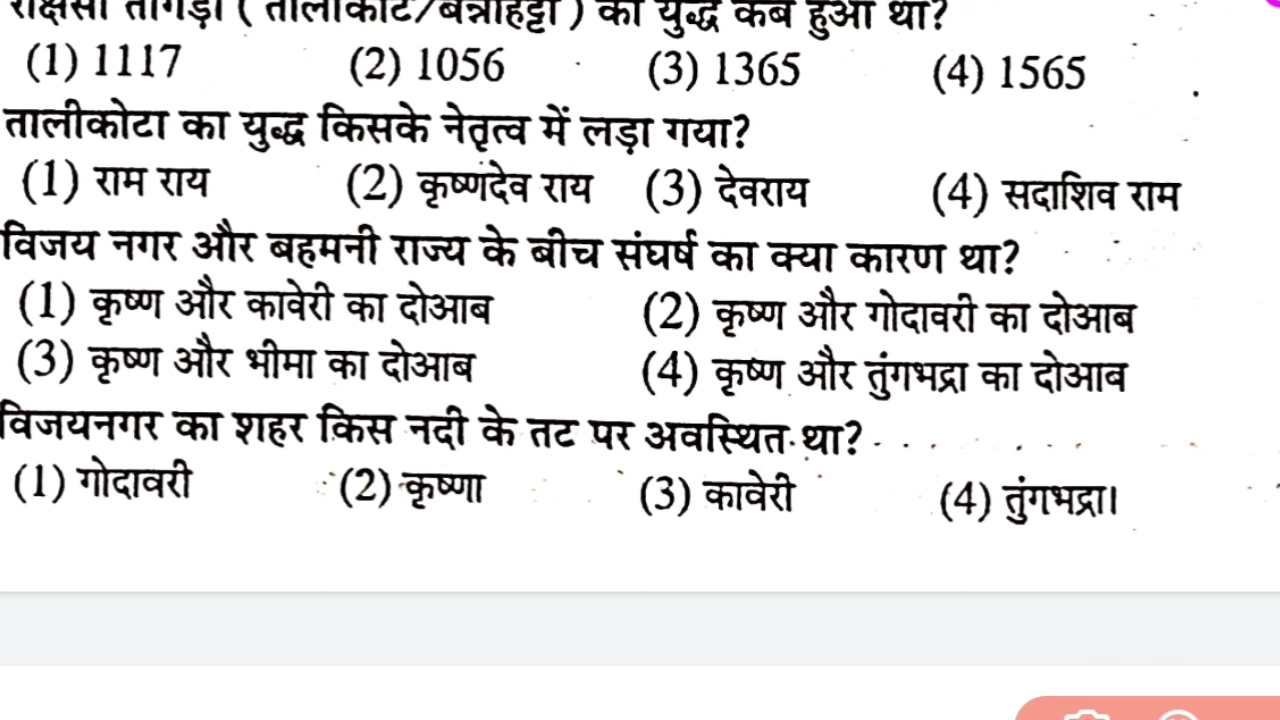 राक्षसी तांगड़ी ( तालीकोट/बन्नीहट्टी ) का युद्ध कब हुआ था?
(1) 1117 (2) 1056 (3) 1365 (4) 1565
तालीकोटा का युद्ध किसके नेतृत्व में लड़ा गया?
(1) राम राय (2) कृष्णदेव राय (3) देवराय (4) सदाशिव राम
विजय नगर और बहमनी राज्य के बीच संघर्ष का क्या कारण था?
(1) कृष्ण और कावेरी का दोआब (2) कृष्ण और गोदावरी का दोआब
(3) कृष्ण और भीमा का दोआब (4) कृष्ण और तुंगभद्रा का दोआब
विजयनगर का शहर किस नदी के तट पर अवस्थित था?
(1) गोदावरी (2) कृष्णा (3) कावेरी (4) तुंगभद्रा।